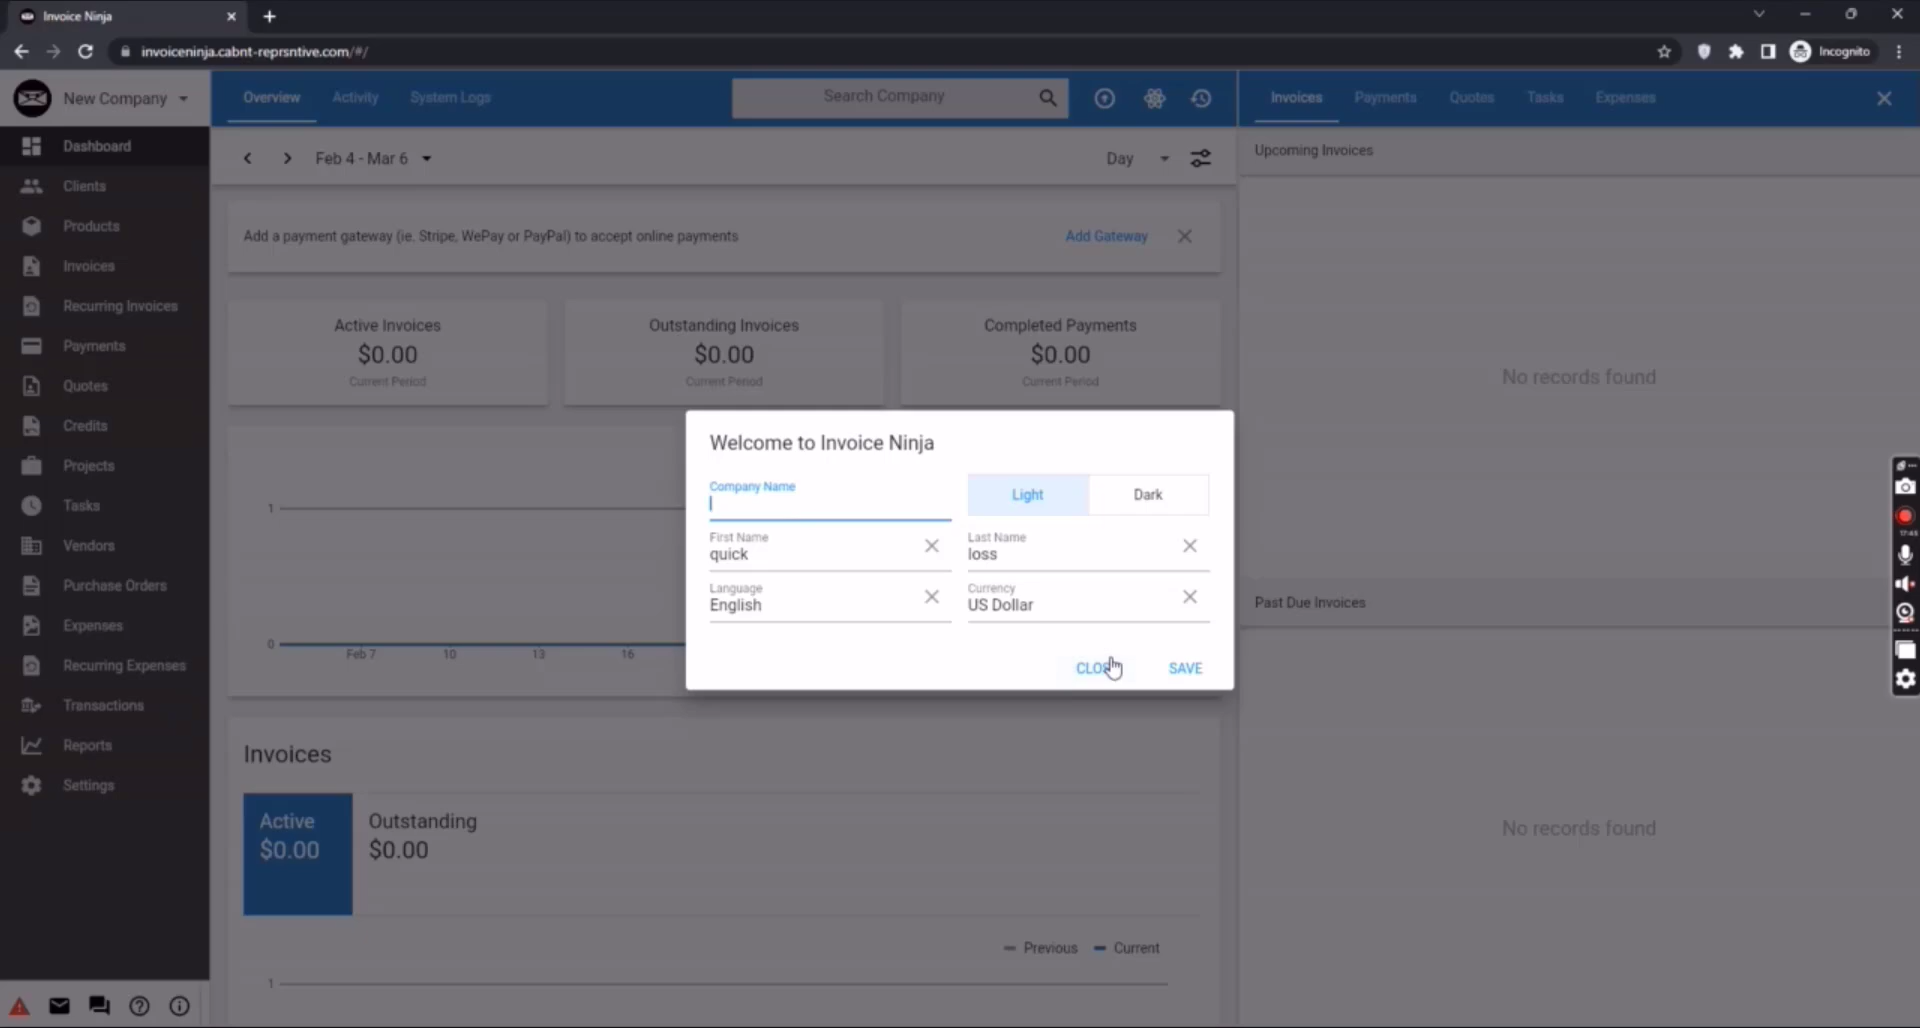 Invoice Ninja
invoiceninja.cabnt-reprsntive.com/#/
Incognito
New Company
Overview
Activity
System Logs
Search Company
Invoices
Payments
Quotes
Tasks
Expenses
Dashboard
Clients
Products
Invoices
Recurring Invoices
Payments
Quotes
Credits
Projects
Tasks
Vendors
Purchase Orders
Expenses
Recurring Expenses
Transactions
Reports
Settings
Feb 4 - Mar 6
Day
Add a payment gateway (ie. Stripe, WePay or PayPal) to accept online payments
Add Gateway
Active Invoices
$0.00
Current Period
Outstanding Invoices
$0.00
Current Period
Completed Payments
$0.00
Current Period
1
0
Feb 7
10
13
16
Welcome to Invoice Ninja
Company Name
Light
Dark
First Name
quick
Last Name
loss
Language
English
Currency
US Dollar
SAVE
Invoices
Active
$0.00
Outstanding
$0.00
Previous
Current
1
Upcoming Invoices
No records found
Past Due Invoices
No records found